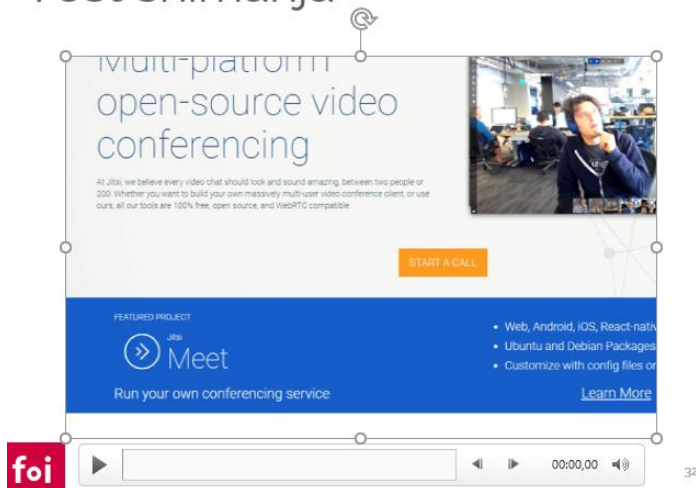 Multi-platform
open-source video
conferencing
At Jitsi, we believe every video chat should look and sound amazing, between two people or
200. Whether you want to build your own massively multi-user video conference client, or use
ours, all our tools are 100% free, open source, and WebRTC compatible.
START A CALL
FEATURED PROJECT
Jitsi
Meet
Run your own conferencing service
• Web, Android, iOS, React-nativ
• Ubuntu and Debian Packages
• Customize with config files or
Learn More
foi
00:00,00
32